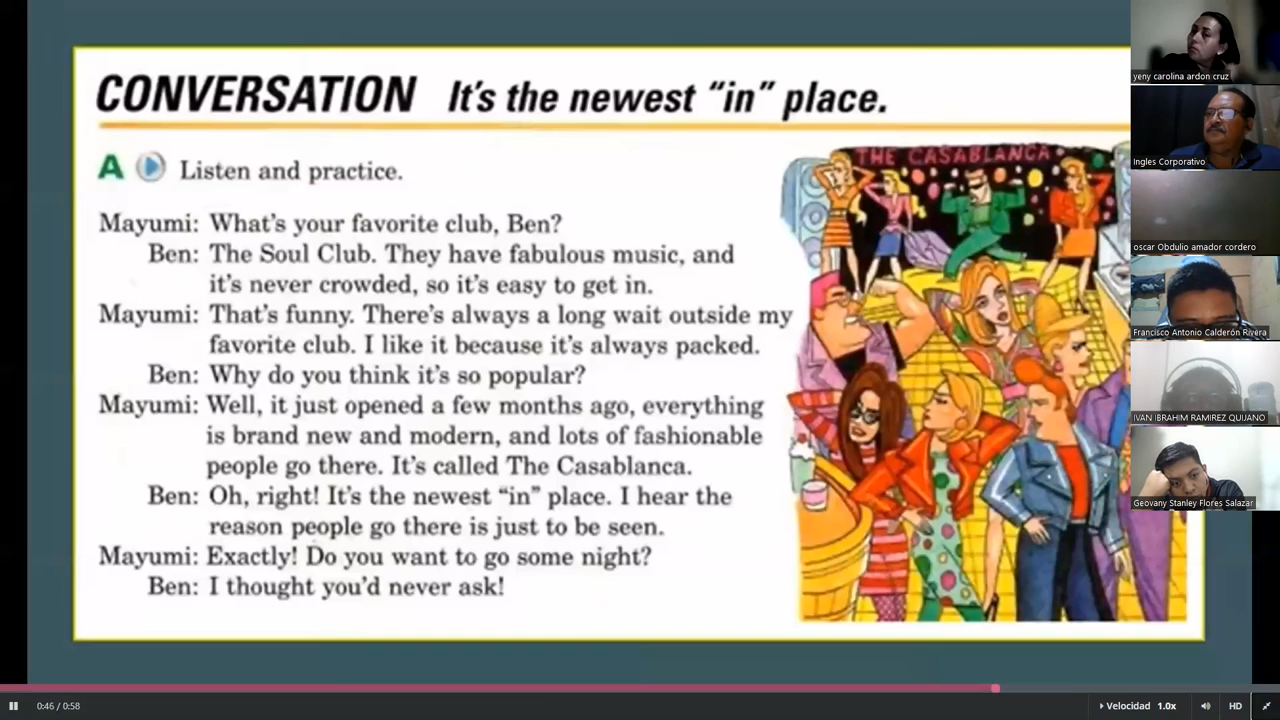 CONVERSATION It's the newest “in” place.
A Listen and practice.
Mayumi: What's your favorite club, Ben?
Ben: The Soul Club. They have fabulous music, and
it's never crowded, so it's easy to get in.
Mayumi: That's funny. There's always a long wait outside my
favorite club. I like it because it's always packed.
Ben: Why do you think it's so popular?
Mayumi: Well, it just opened a few months ago, everything
is brand new and modern, and lots of fashionable
people go there. It's called The Casablanca.
Ben: Oh, right! It's the newest “in” place. I hear the
reason people go there is just to be seen.
Mayumi: Exactly! Do you want to go some night?
Ben: I thought you'd never ask!
THE CASABLANCA
yeny carolina ardon cruz
Ingles Corporativo
oscar Obdulio amador cordero
Francisco Antonio Calderón Rivera
IVAN IBRAHIM RAMIREZ QUIJANO
Geovany Stanley Flores Salazar
0:46 / 0:58
Velocidad 1.0x
HD